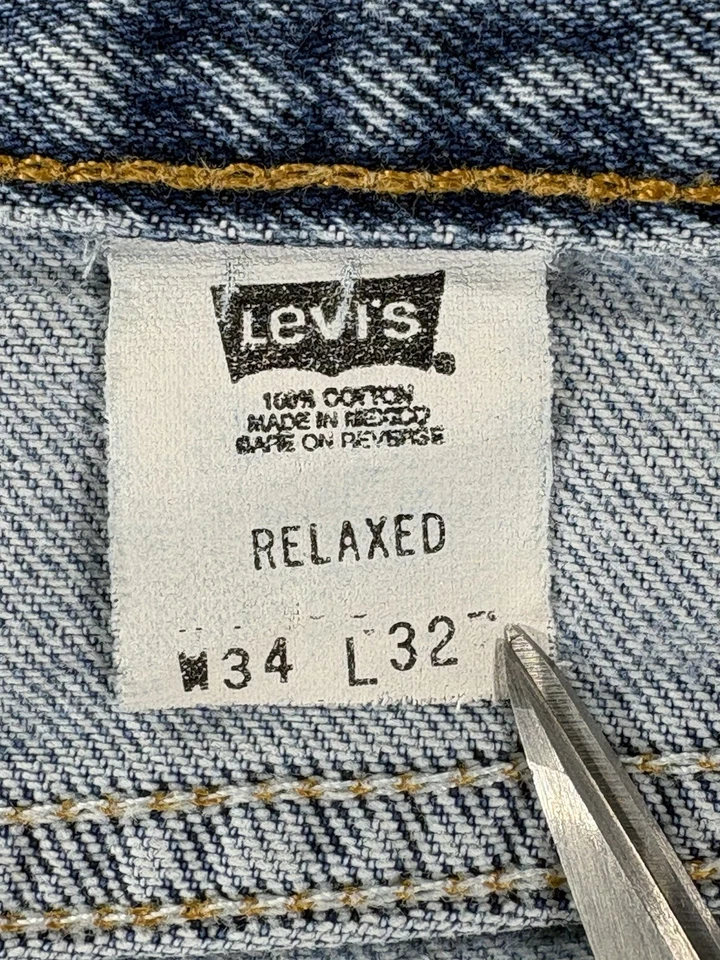 Levi's
100% COTTON
MADE IN MEXICO
CARE ON REVERSE
RELAXED
W34 L32